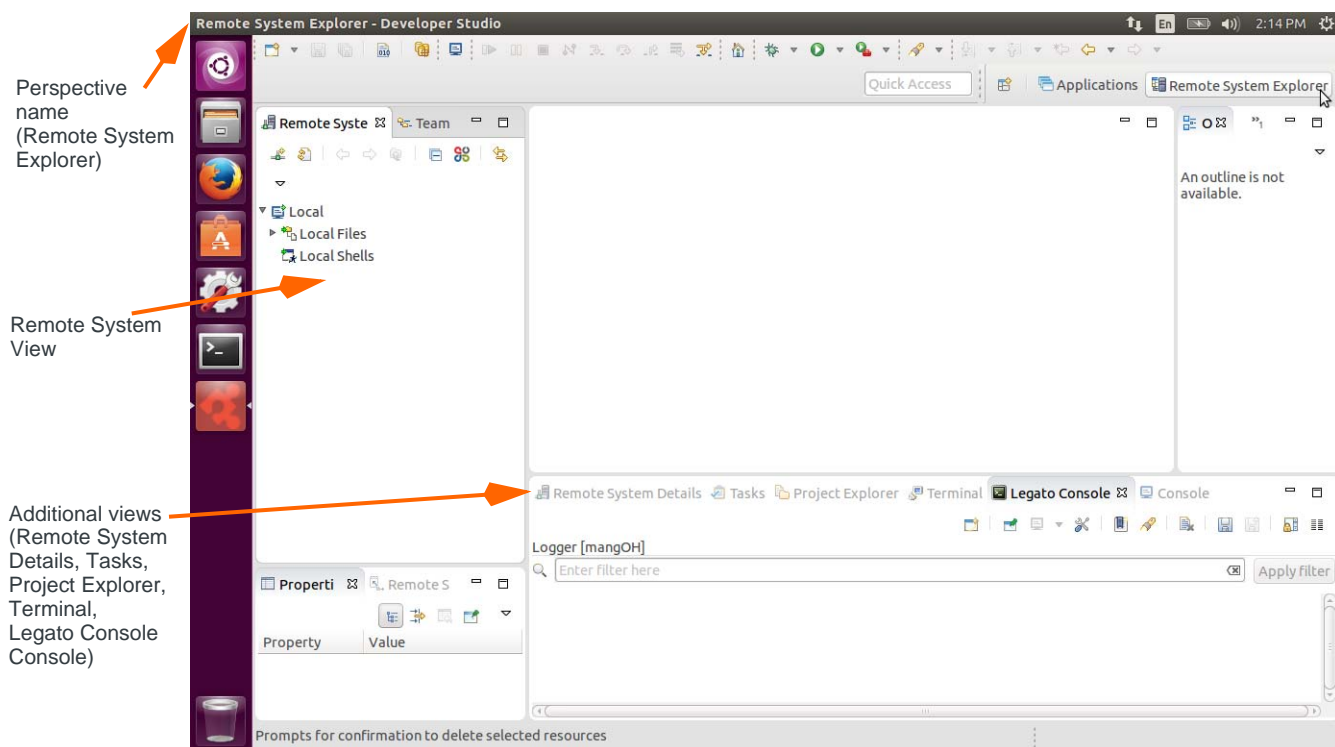 Remote System Explorer - Developer Studio
En
2:14 PM
Quick Access
Applications
Remote System Explorer
Perspective
name
(Remote System
Explorer)
Remote Syste
Team
O
»1
An outline is not
available.
Local
Local Files
Local Shells
Remote System
View
Additional views
(Remote System
Details, Tasks,
Project Explorer,
Terminal,
Legato Console
Console)
Remote System Details
Tasks
Project Explorer
Terminal
Legato Console
Console
Logger [mangOH]
Enter filter here
Apply filter
Properti
Remote S
Property
Value
Prompts for confirmation to delete selected resources